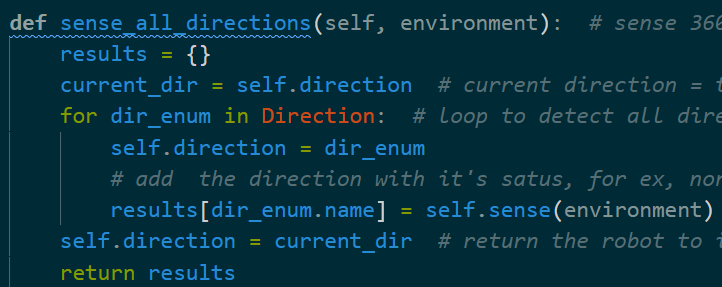 def sense_all_directions(self, environment):  # sense 360
    results = {}
    current_dir = self.direction  # current direction =
    for dir_enum in Direction:  # loop to detect all
        self.direction = dir_enum
        # add  the direction with it's satus, for ex,
        results[dir_enum.name] = self.sense(environment)
    self.direction = current_dir  # return the robot to
    return results